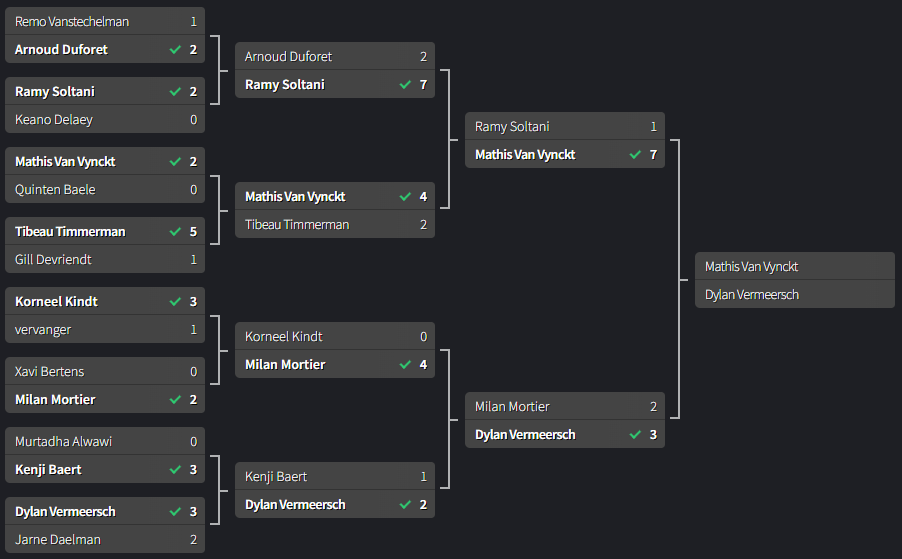 Remo Vanstechelman 1
Arnoud Duforet 2
Ramy Soltani 2
Keano Delaey 0
Mathis Van Vynckt 2
Quinten Baele 0
Tibeau Timmerman 5
Gill Devriendt 1
Korneel Kindt 3
vervanger 1
Xavi Bertens 0
Milan Mortier 2
Murtadha Alwawi 0
Kenji Baert 3
Dylan Vermeersch 3
Jarne Daelman 2
Arnoud Duforet 2
Ramy Soltani 7
Mathis Van Vynckt 4
Tibeau Timmerman 2
Korneel Kindt 0
Milan Mortier 4
Kenji Baert 1
Dylan Vermeersch 2
Ramy Soltani 1
Mathis Van Vynckt 7
Milan Mortier 2
Dylan Vermeersch 3
Mathis Van Vynckt
Dylan Vermeersch